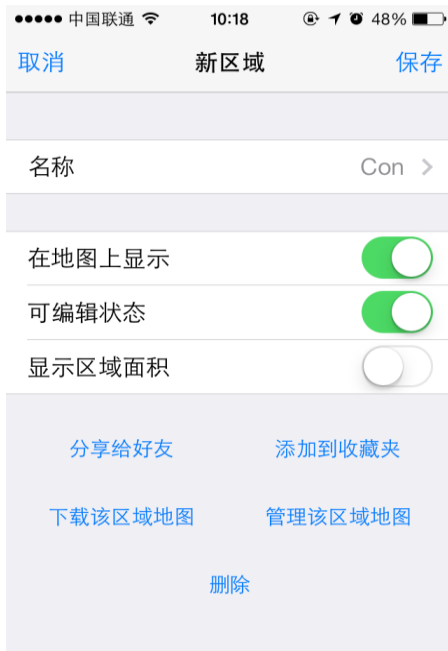 中国联通 10:18 48%
取消 新区域 保存
名称 Con
在地图上显示
可编辑状态
显示区域面积
分享给好友 添加到收藏夹
下载该区域地图 管理该区域地图
删除